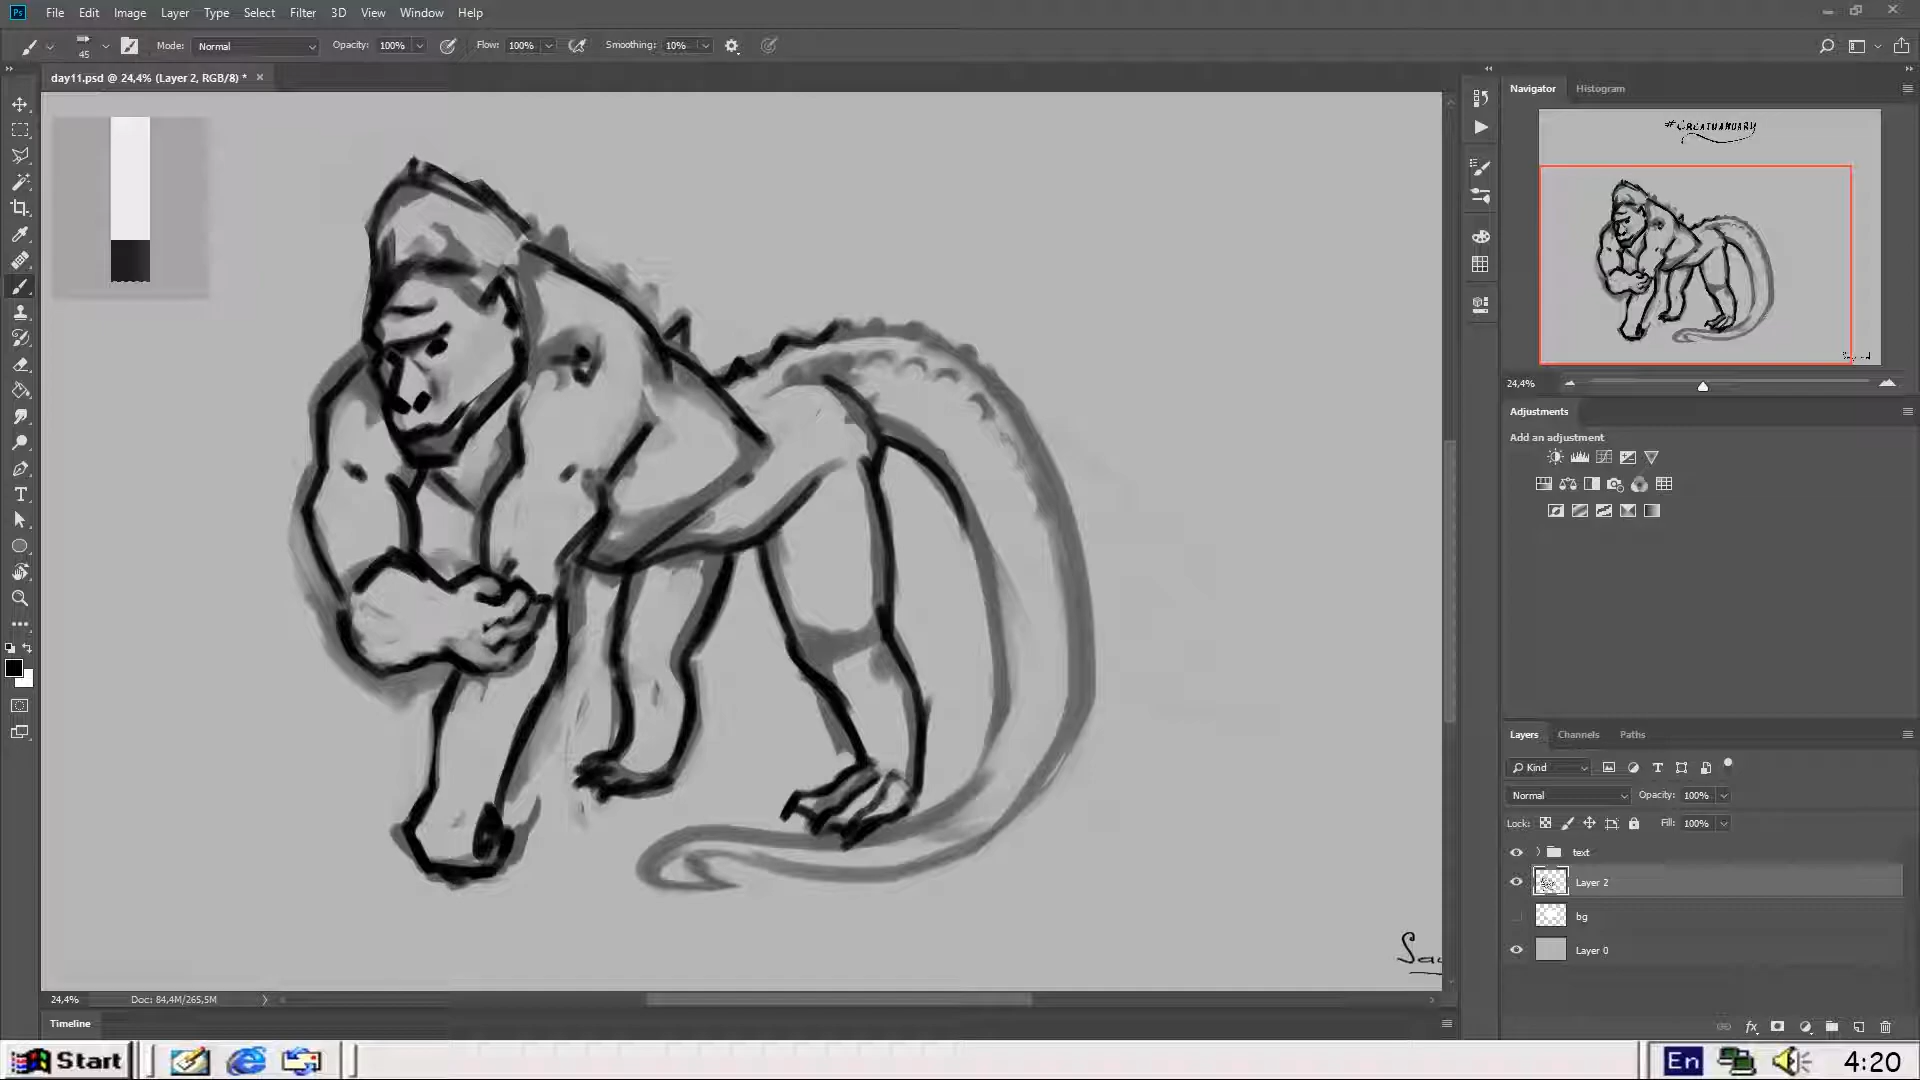 Ps File Edit Image Layer Type Select Filter 3D View Window Help
45 Mode: Normal Opacity: 100% Flow: 100% Smoothing: 10%
day11.psd @ 24,4% (Layer 2, RGB/8) *
Navigator Histogram
#CREATUANUARY
24,4%
Adjustments
Add an adjustment
Layers Channels Paths
Kind
Normal Opacity: 100%
Lock: Fill: 100%
text
Layer 2
bg
Layer 0
24,4% Doc: 84,4M/265,5M
Timeline
Start En 4:20